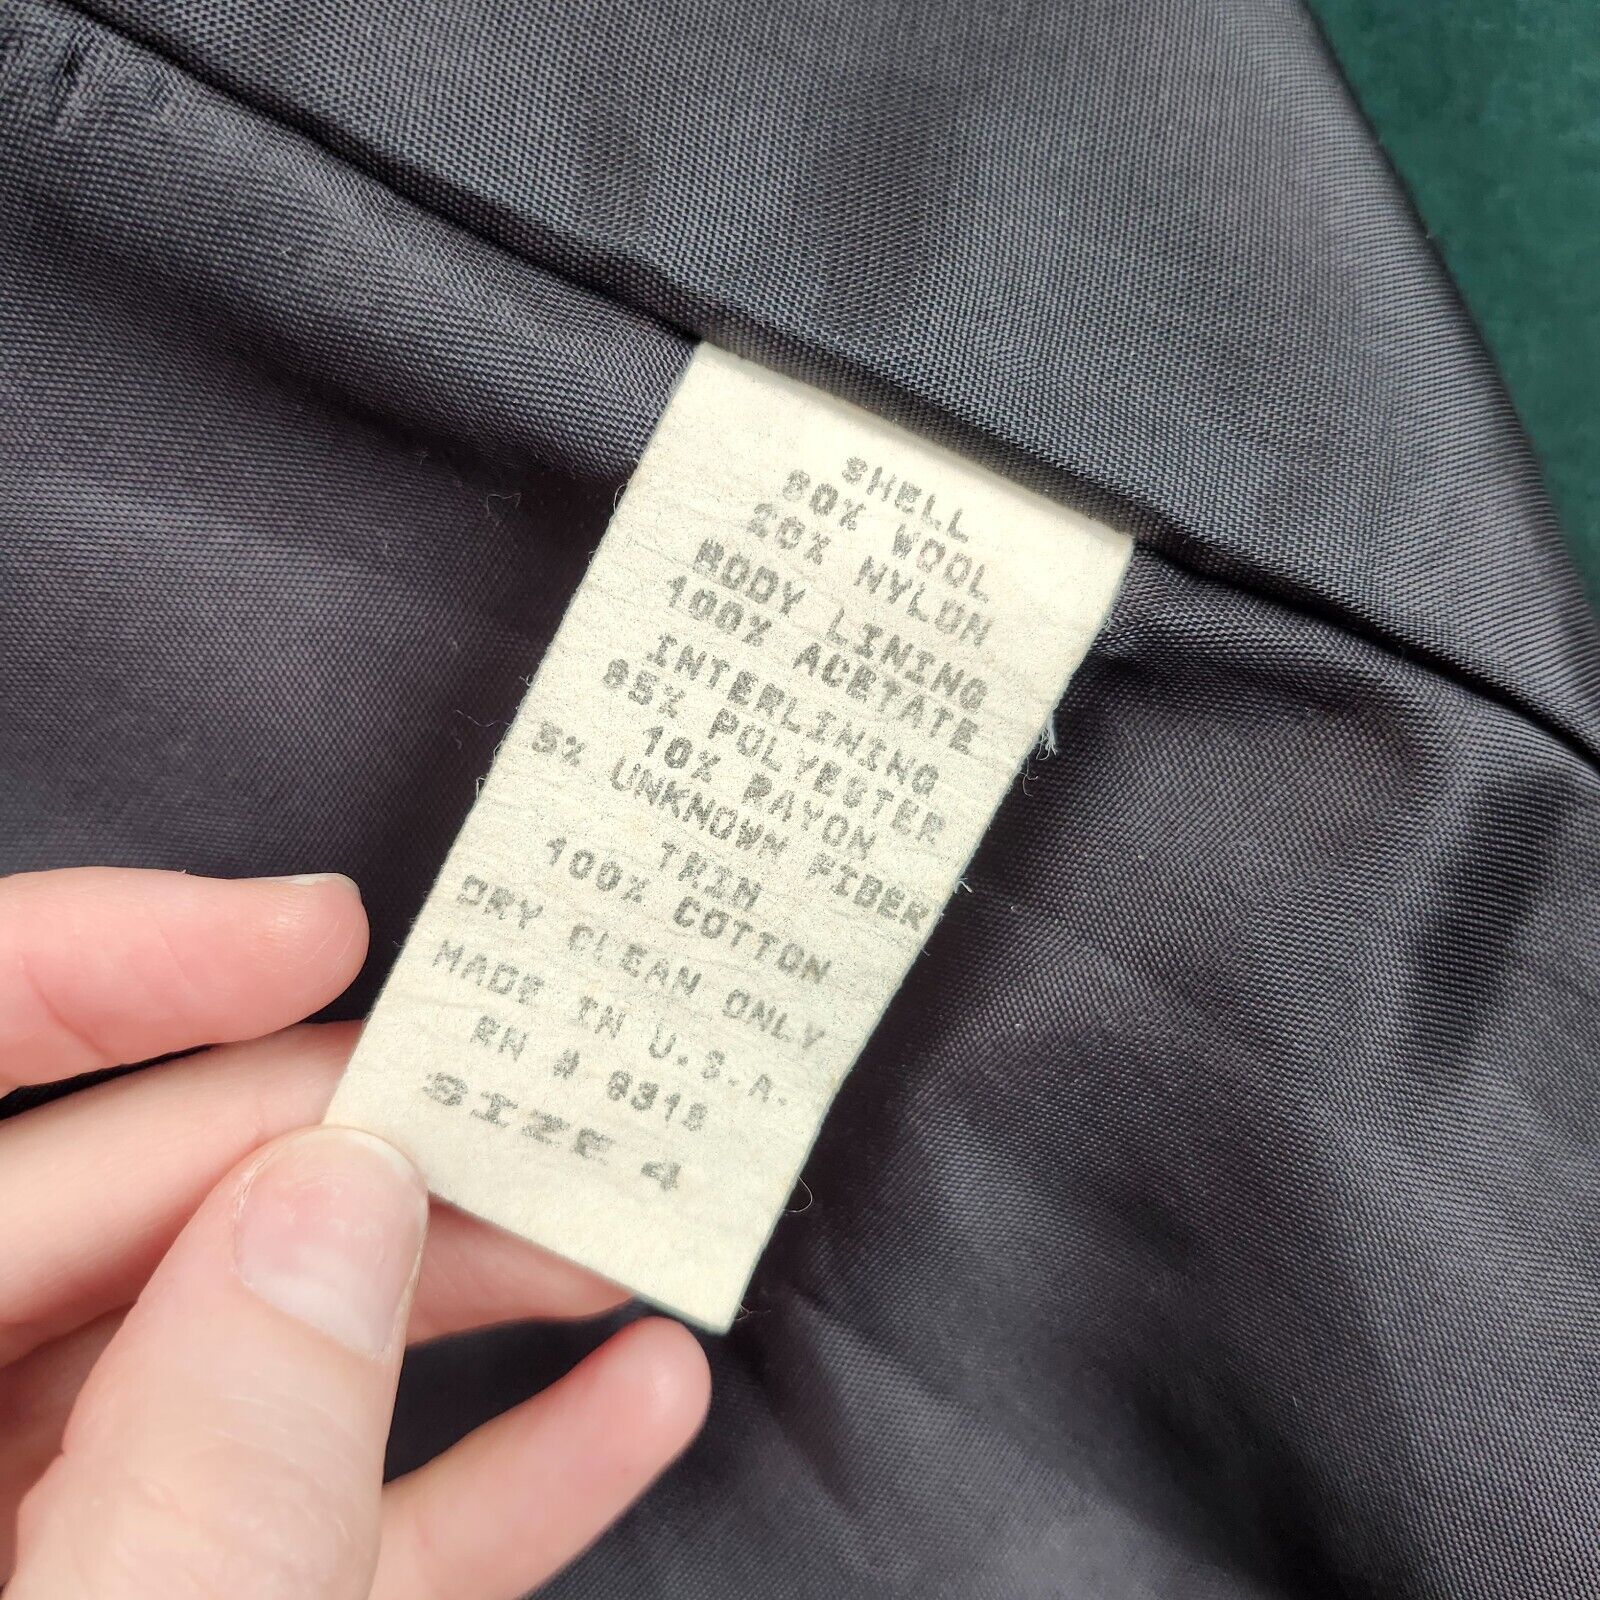 SHELL
80% WOOL
20% NYLON
BODY LINING
100% ACETATE
INTERLINING
85% POLYESTER
10% RAYON
5% UNKNOWN FIBER
TRIM
100% COTTON
DRY CLEAN ONLY
MADE IN U.S.A.
RN #
SIZE 4